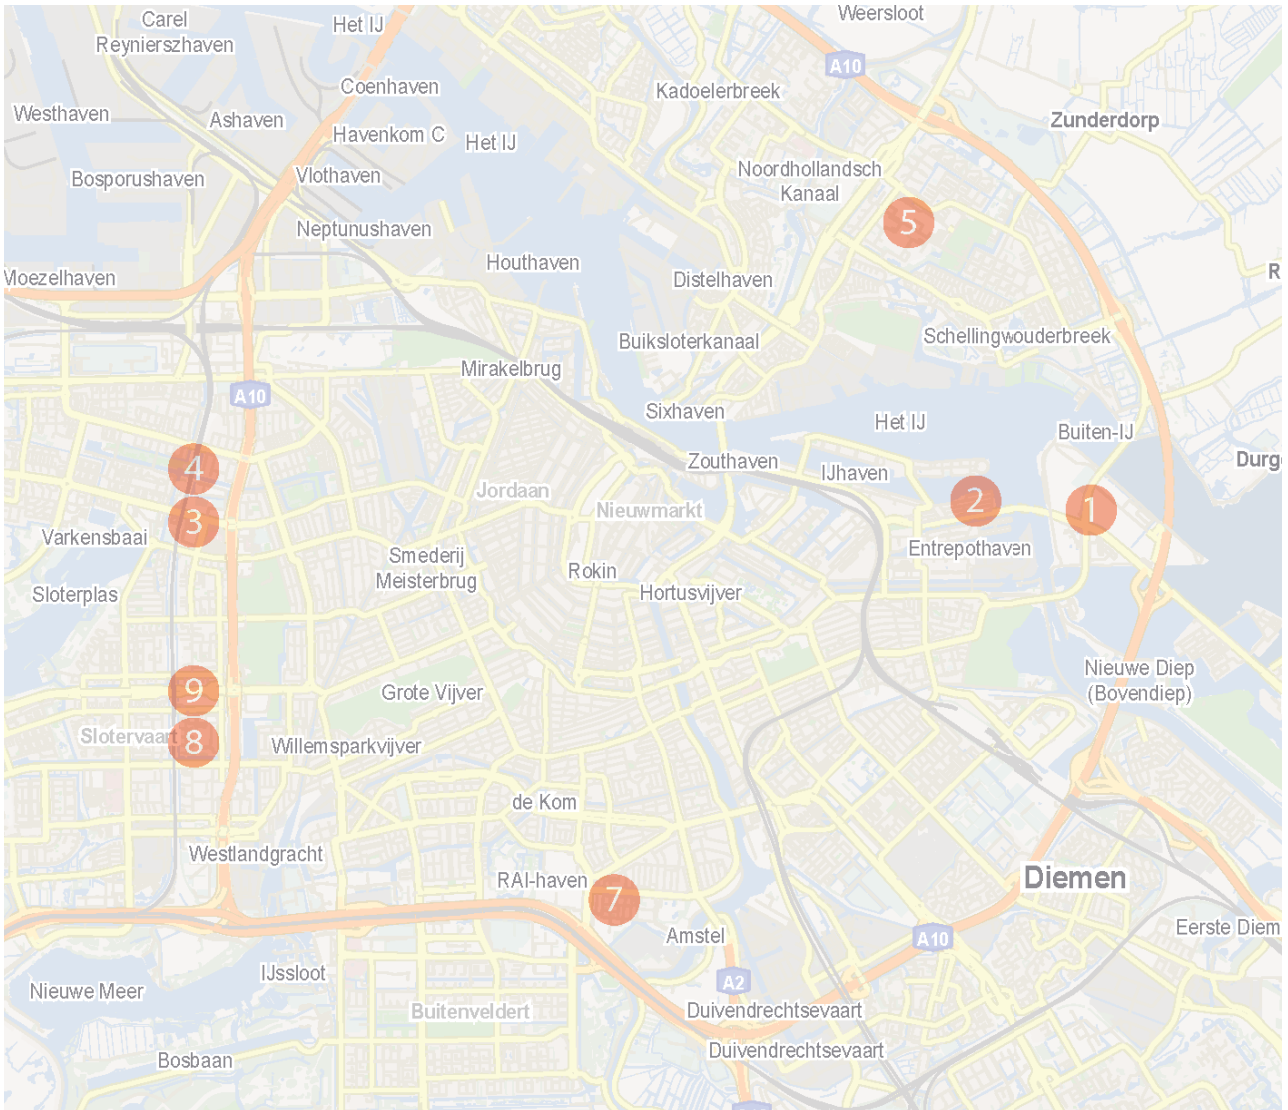 Carel
Reynierszhaven
Het IJ
Weersloot
A10
Coenhaven
Kadoelerbreek
Westhaven
Ashaven
Havenkom C
Het IJ
Zunderdorp
Bosporushaven
Vlothaven
Noordhollandsch
Kanaal
5
Neptunushaven
Moezelhaven
Houthaven
Distelhaven
R
Buiksloterkanaal
Schellingwouderbreek
Mirakelbrug
A10
Sixhaven
Het IJ
Buiten-IJ
4
Zouthaven
IJhaven
Durge
Jordaan
Nieuwmarkt
2
1
3
Varkensbaai
Smederij
Meisterbrug
Entrepothaven
Rokin
Sloterplas
Hortusvijver
Nieuwe Diep
(Bovendiep)
9
Grote Vijver
Slotervaart
8
Willemsparkvijver
de Kom
Westlandgracht
RAI-haven
7
Diemen
Amstel
A10
Eerste Diem
IJssloot
A2
Nieuwe Meer
Buitenveldert
Duivendrechtsevaart
Bosbaan
Duivendrechtsevaart